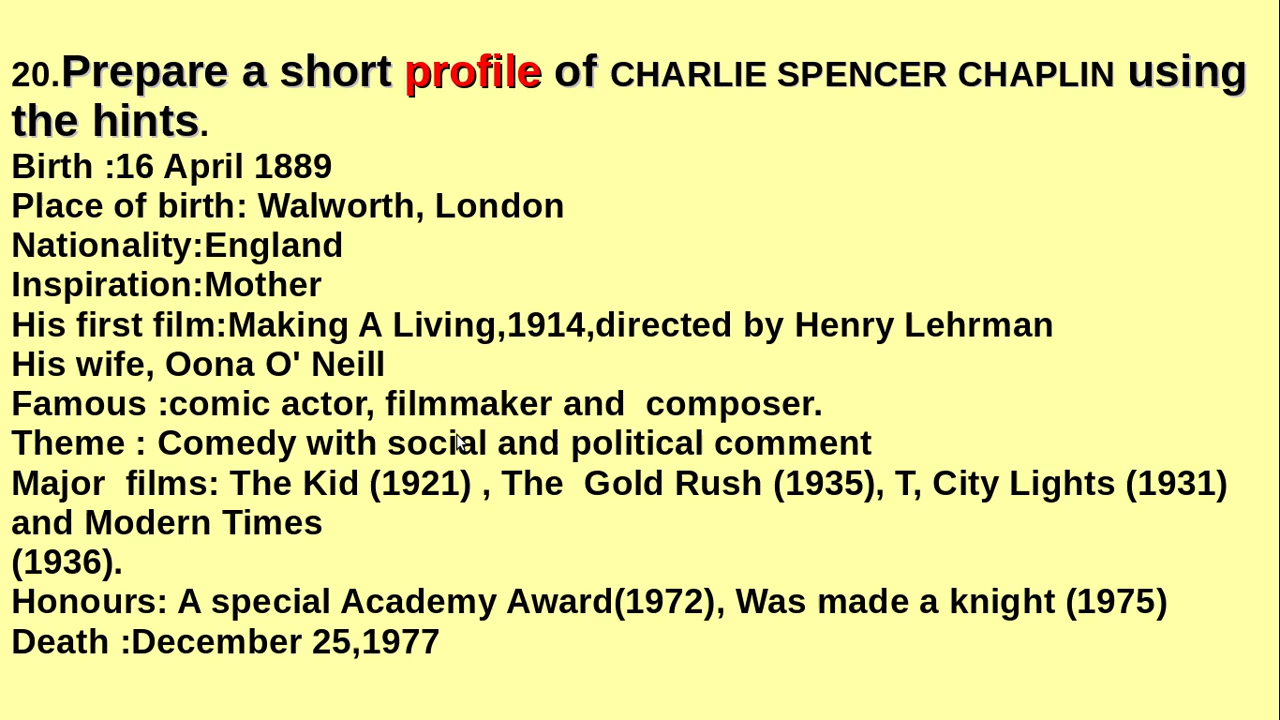 20.Prepare a short profile of CHARLIE SPENCER CHAPLIN using
the hints.
Birth :16 April 1889
Place of birth: Walworth, London
Nationality:England
Inspiration:Mother
His first film:Making A Living,1914,directed by Henry Lehrman
His wife, Oona O' Neill
Famous :comic actor, filmmaker and  composer.
Theme : Comedy with social and political comment
Major  films: The Kid (1921) , The  Gold Rush (1935), T, City Lights (1931)
and Modern Times
(1936).
Honours: A special Academy Award(1972), Was made a knight (1975)
Death :December 25,1977